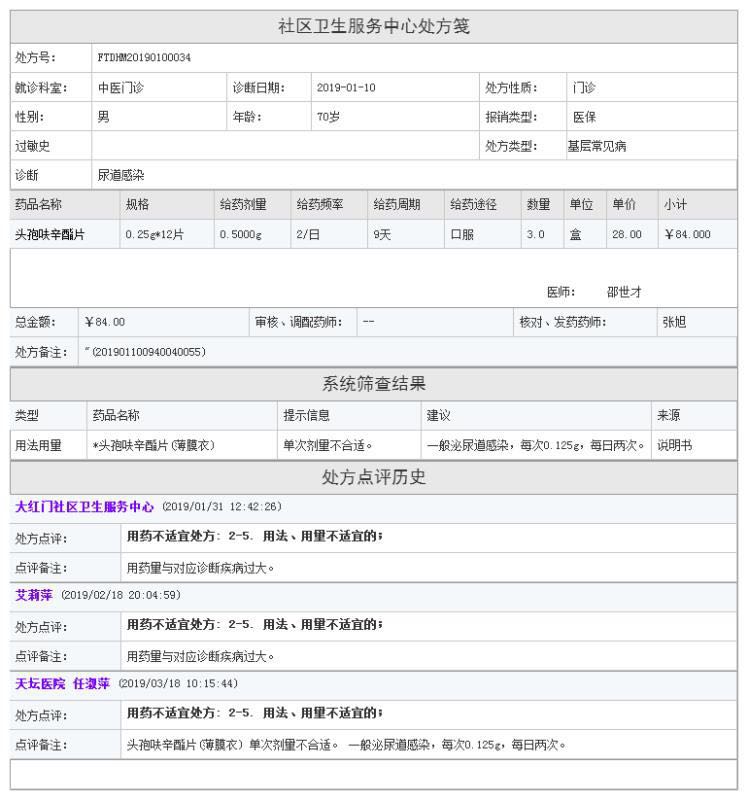 社区卫生服务中心处方笺
处方号： FTDHM20190100034
就诊科室： 中医门诊 诊断日期： 2019-01-10 处方性质： 门诊
性别： 男 年龄： 70岁 报销类型： 医保
过敏史 处方类型： 基层常见病
诊断 尿道感染
药品名称 规格 给药剂量 给药频率 给药周期 给药途径 数量 单位 单价 小计
头孢呋辛酯片 0.25g*12片 0.5000g 2/日 9天 口服 3.0 盒 28.00 ￥84.000
医师： 邵世才
总金额： ￥84.00 审核、调配药师： -- 核对、发药药师： 张旭
处方备注： "(201901100940040055)
系统筛查结果
类型 药品名称 提示信息 建议 来源
用法用量 *头孢呋辛酯片(薄膜衣) 单次剂量不合适。 一般泌尿道感染，每次0.125g，每日两次。 说明书
处方点评历史
大红门社区卫生服务中心 (2019/01/31 12:42:26)
处方点评： 用药不适宜处方：2-5. 用法、用量不适宜的；
点评备注： 用药量与对应诊断疾病过大。
艾莉萍 (2019/02/18 20:04:59)
处方点评： 用药不适宜处方：2-5. 用法、用量不适宜的；
点评备注： 用药量与对应诊断疾病过大。
天坛医院 任淑萍 (2019/03/18 10:15:44)
处方点评： 用药不适宜处方：2-5. 用法、用量不适宜的；
点评备注： 头孢呋辛酯片(薄膜衣) 单次剂量不合适。 一般泌尿道感染，每次0.125g，每日两次。